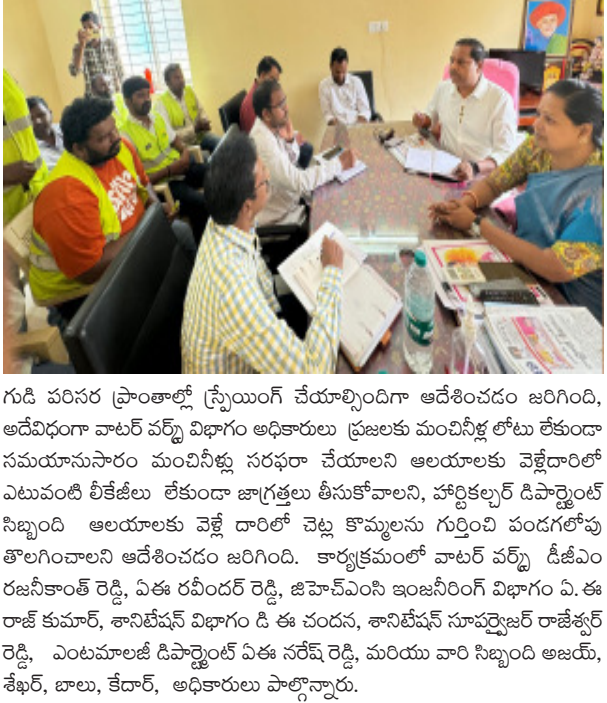 గుడి పరిసర ప్రాంతాల్లో స్ప్రేయింగ్ చేయాల్సిందిగా ఆదేశించడం జరిగింది,
అదేవిధంగా వాటర్ వర్క్స్ విభాగం అధికారులు ప్రజలకు మంచినీళ్ల లోటు లేకుండా
సమయానుసారం మంచినీళ్లు సరఫరా చేయాలని ఆలయాలకు వెళ్లేదారిలో
ఎటువంటి లీకేజీలు లేకుండా జాగ్రత్తలు తీసుకోవాలని, హార్టికల్చర్ డిపార్ట్మెంట్
సిబ్బంది ఆలయాలకు వెళ్లే దారిలో చెట్ల కొమ్మలను గుర్తించి పండగలోపు
తొలగించాలని ఆదేశించడం జరిగింది. కార్యక్రమంలో వాటర్ వర్క్స్ డీజీఎం
రజనీకాంత్ రెడ్డి, ఏఈ రవీందర్ రెడ్డి, జిహెచ్ఎంసి ఇంజనీరింగ్ విభాగం ఏ. ఈ
రాజ్ కుమార్, శానిటేషన్ విభాగం డి ఈ చందన, శానిటేషన్ సూపర్వైజర్ రాజేశ్వర్
రెడ్డి, ఎంటమాలజీ డిపార్ట్మెంట్ ఏఈ నరేష్ రెడ్డి, మరియు వారి సిబ్బంది అజయ్,
శేఖర్, బాలు, కేదార్, అధికారులు పాల్గొన్నారు.